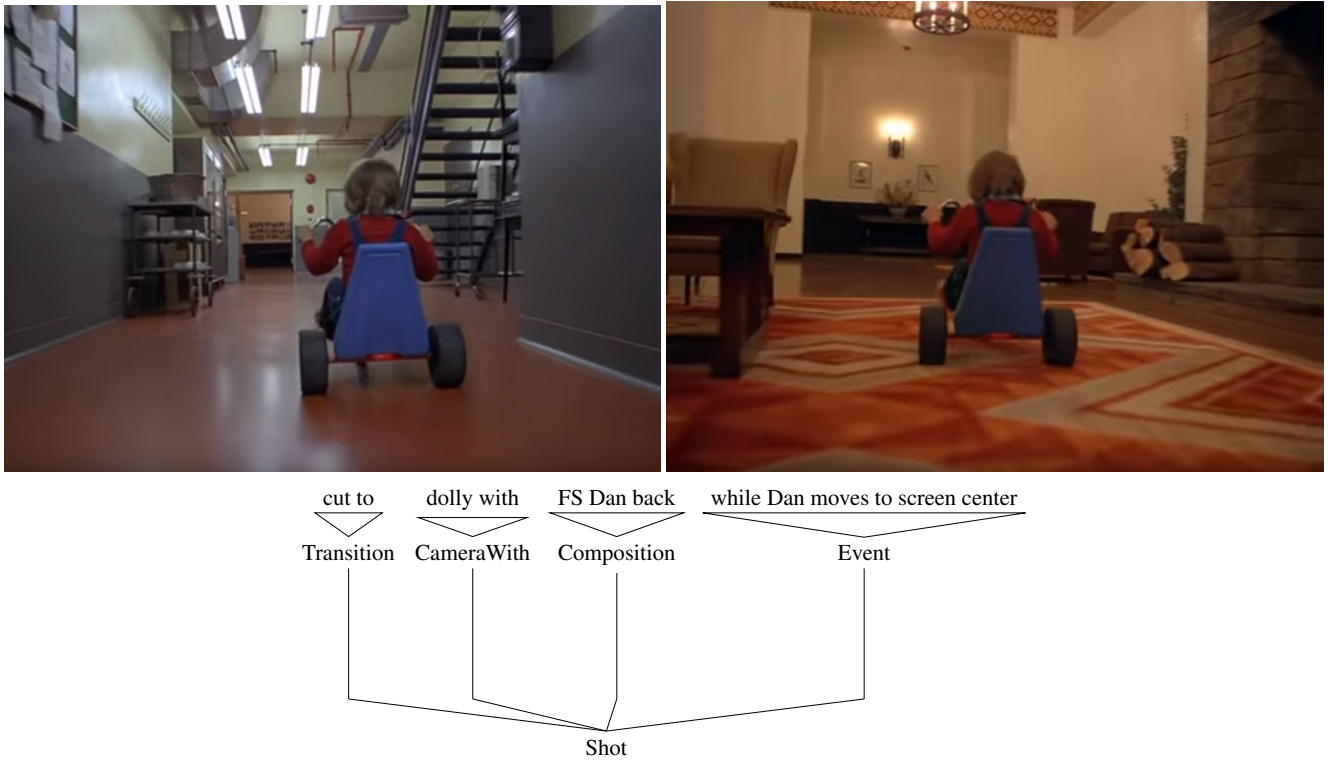 cut to dolly with FS Dan back while Dan moves to screen center
Transition CameraWith Composition Event
Shot